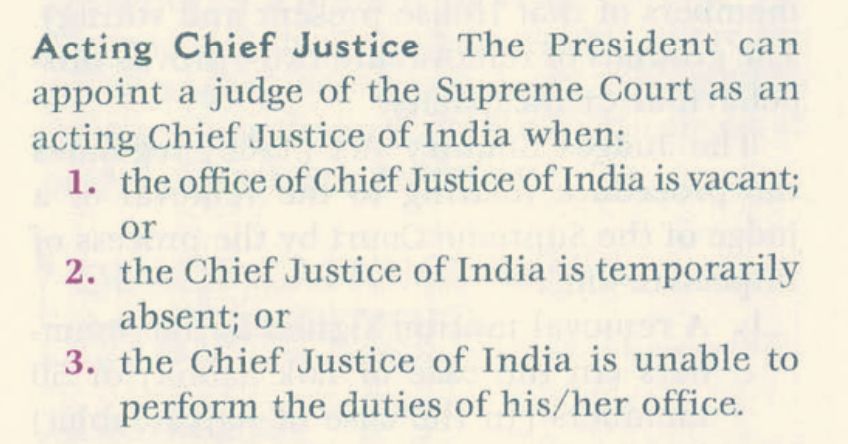 Acting Chief Justice The President can
appoint a judge of the Supreme Court as an
acting Chief Justice of India when:
1. the office of Chief Justice of India is vacant;
or
2. the Chief Justice of India is temporarily
absent; or
3. the Chief Justice of India is unable to
perform the duties of his/her office.